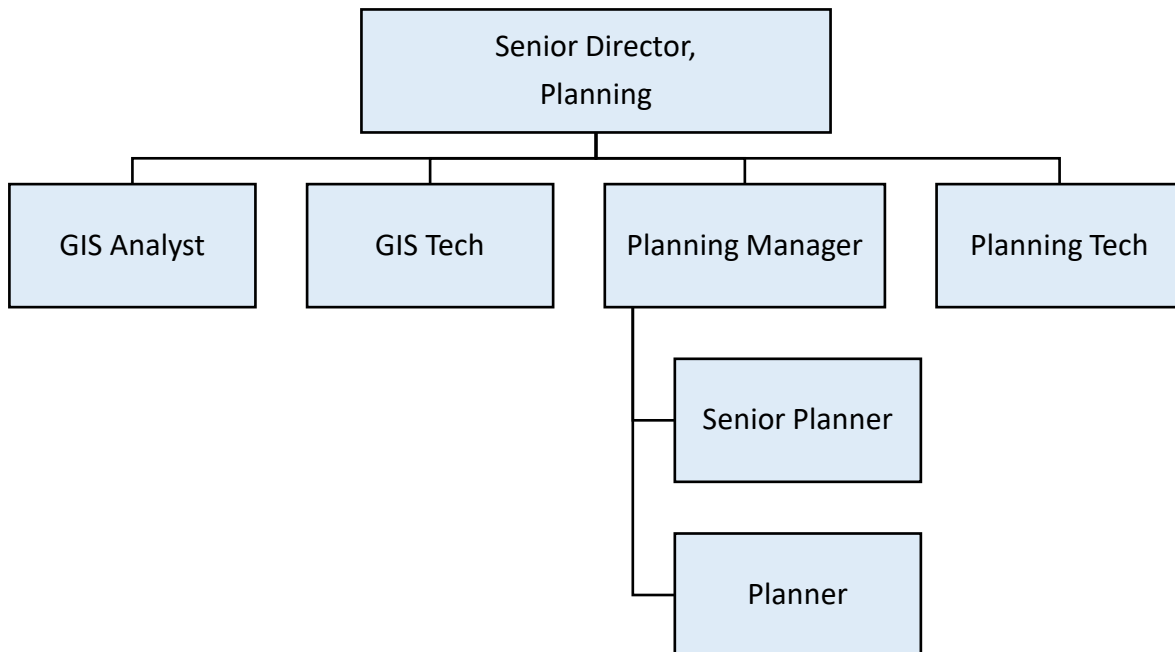 Senior Director,
Planning
GIS Analyst
GIS Tech
Planning Manager
Planning Tech
Senior Planner
Planner